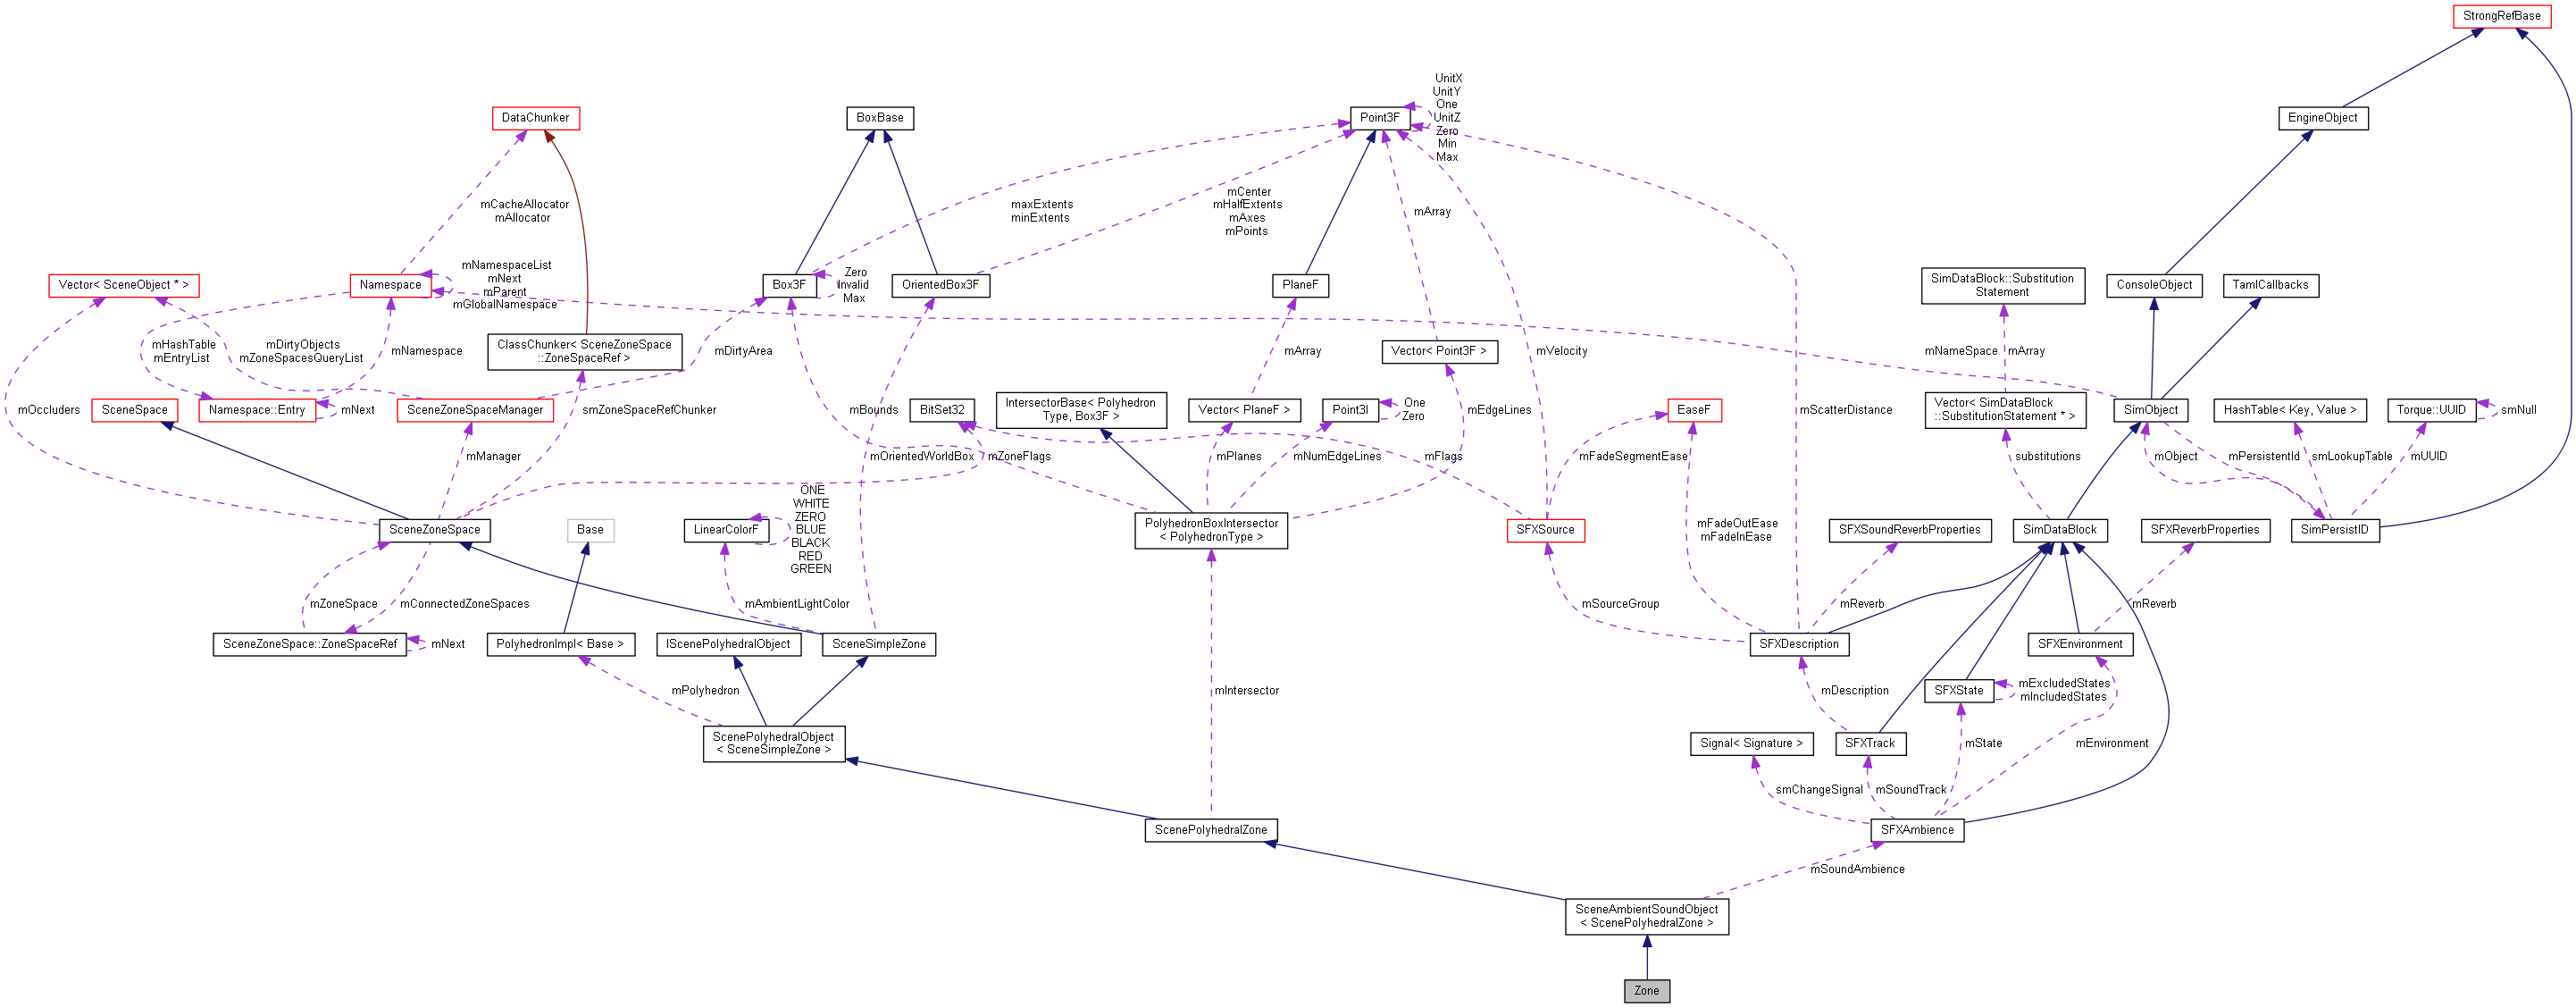 StrongRefBase
UnitX
UnitY
One
UnitZ
Zero
Min
Max
DataChunker
BoxBase
Point3F
EngineObject
mCacheAllocator
mAllocator
maxExtents
minExtents
mCenter
mHalfExtents
mAxes
mPoints
mArray
Vector< SceneObject * >
Namespace
mNamespaceList
mNext
mParent
mGlobalNamespace
Box3F
Zero
Invalid
Max
OrientedBox3F
PlaneF
SimDataBlock::Substitution
Statement
ConsoleObject
TamlCallbacks
mHashTable
mEntryList
mDirtyObjects
mZoneSpacesQueryList
mNamespace
ClassChunker< SceneZoneSpace
::ZoneSpaceRef >
mDirtyArea
mArray
Vector< Point3F >
mVelocity
mNameSpace
mArray
mOccluders
SceneSpace
Namespace::Entry
mNext
SceneZoneSpaceManager
smZoneSpaceRefChunker
mBounds
BitSet32
IntersectorBase< Polyhedron
Type, Box3F >
Vector< PlaneF >
Point3I
One
Zero
mEdgeLines
EaseF
mScatterDistance
Vector< SimDataBlock
::SubstitutionStatement * >
SimObject
HashTable< Key, Value >
Torque::UUID
smNull
mManager
mOrientedWorldBox
mZoneFlags
mPlanes
mNumEdgeLines
mFlags
mFadeSegmentEase
substitutions
mObject
mPersistentId
smLookupTable
mUUID
ONE
WHITE
ZERO
BLUE
BLACK
RED
GREEN
SceneZoneSpace
Base
LinearColorF
PolyhedronBoxIntersector
< PolyhedronType >
SFXSource
mFadeOutEase
mFadeInEase
SFXSoundReverbProperties
SimDataBlock
SFXReverbProperties
SimPersistID
mZoneSpace
mConnectedZoneSpaces
mAmbientLightColor
mSourceGroup
mReverb
mReverb
SceneZoneSpace::ZoneSpaceRef
mNext
PolyhedronImpl< Base >
IScenePolyhedralObject
SceneSimpleZone
SFXDescription
SFXEnvironment
mPolyhedron
mIntersector
mDescription
SFXState
mExcludedStates
mIncludedStates
ScenePolyhedralObject
< SceneSimpleZone >
Signal< Signature >
SFXTrack
mState
mEnvironment
smChangeSignal
mSoundTrack
ScenePolyhedralZone
SFXAmbience
mSoundAmbience
SceneAmbientSoundObject
< ScenePolyhedralZone >
Zone